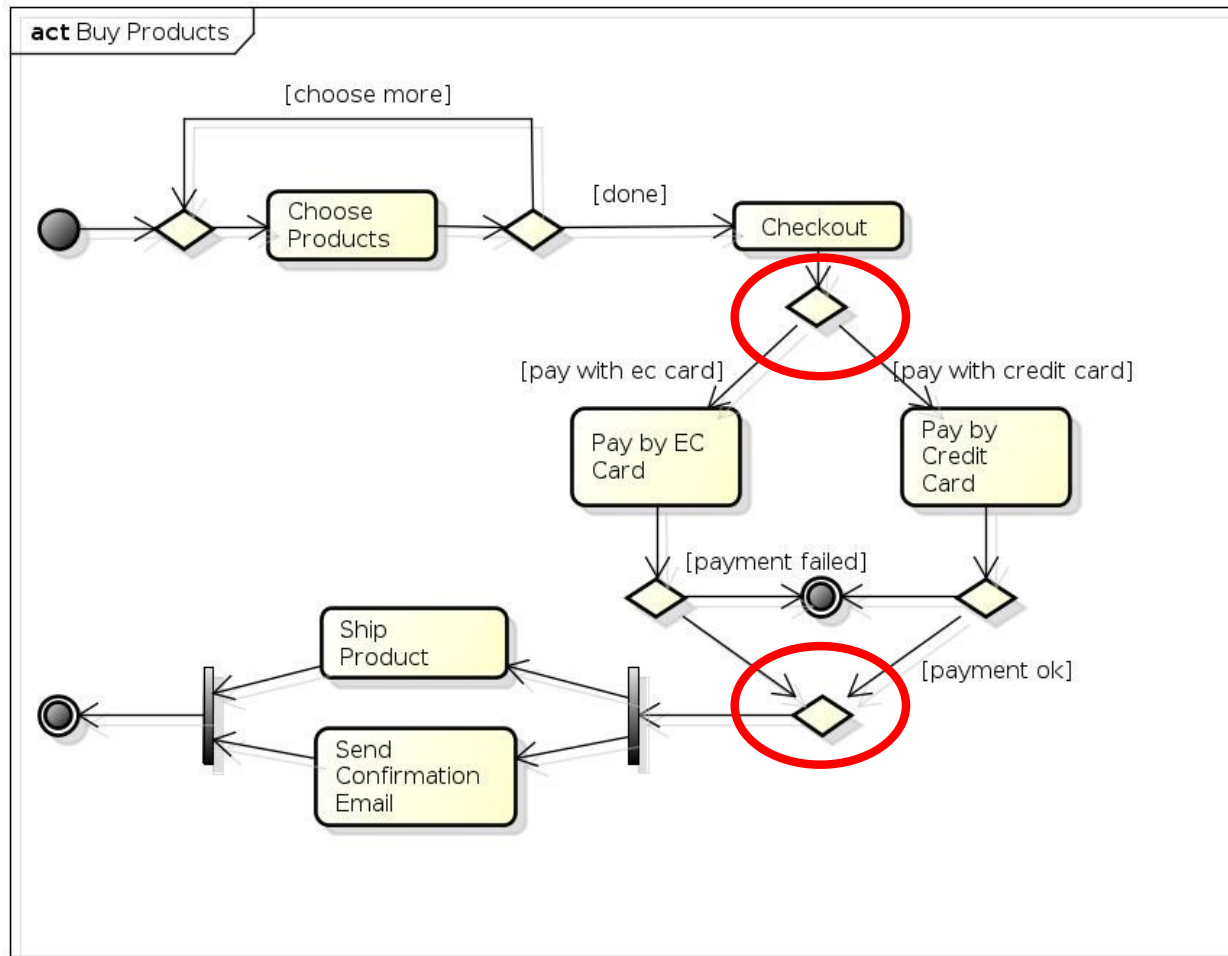 act Buy Products
[choose more]
[done]
Choose
Products
Checkout
[pay with ec card]
[pay with credit card]
Pay by EC
Card
Pay by
Credit
Card
[payment failed]
Ship
Product
[payment ok]
Send
Confirmation
Email